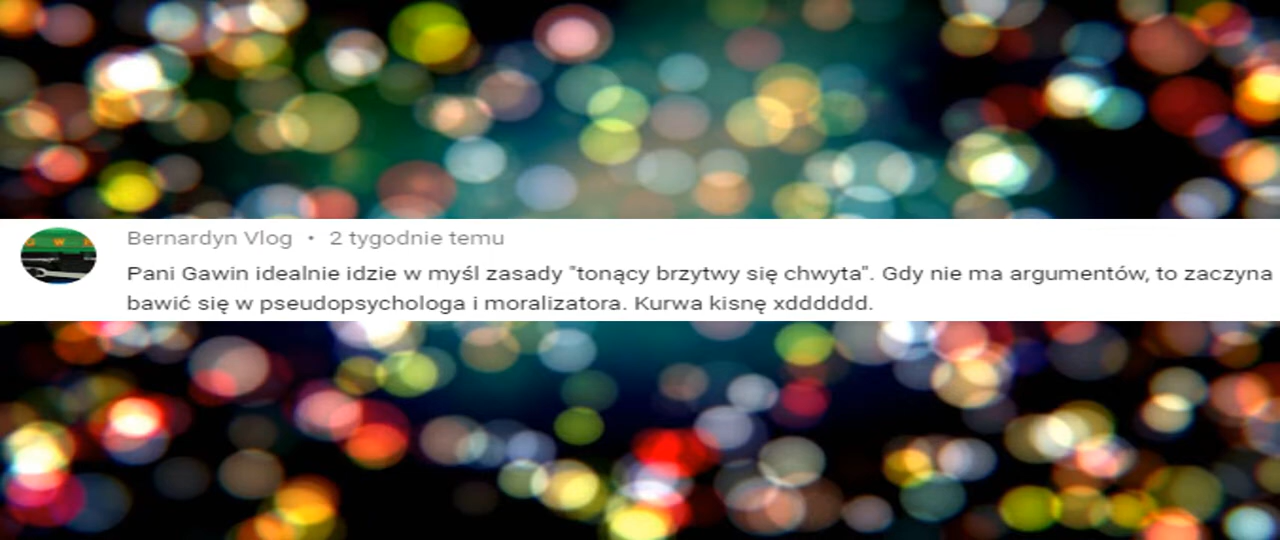 Bernardyn Vlog • 2 tygodnie temu
Pani Gawin idealnie idzie w myśl zasady "tonący brzytwy się chwyta". Gdy nie ma argumentów, to zaczyna
bawić się w pseudopsychologa i moralizatora. Kurwa kisnę xdddddd.